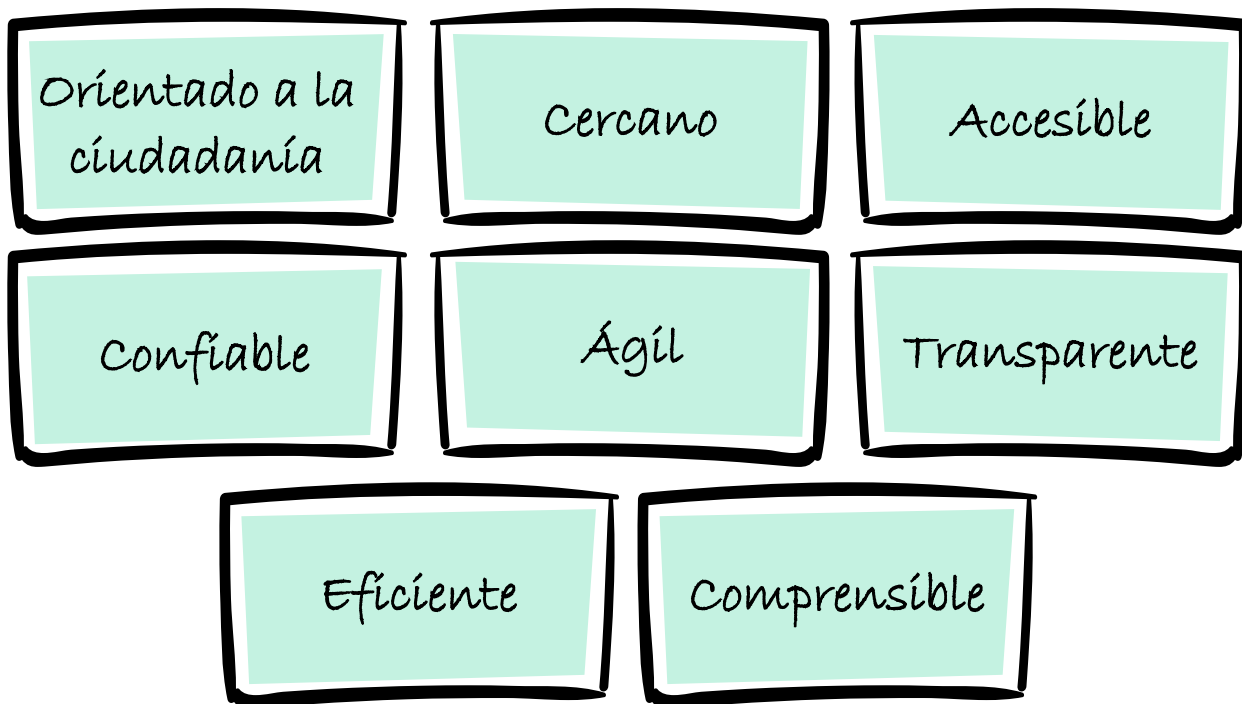 Orientado a la
ciudadanía
Cercano
Accesible
Confiable
Ágil
Transparente
Eficiente
Comprensible